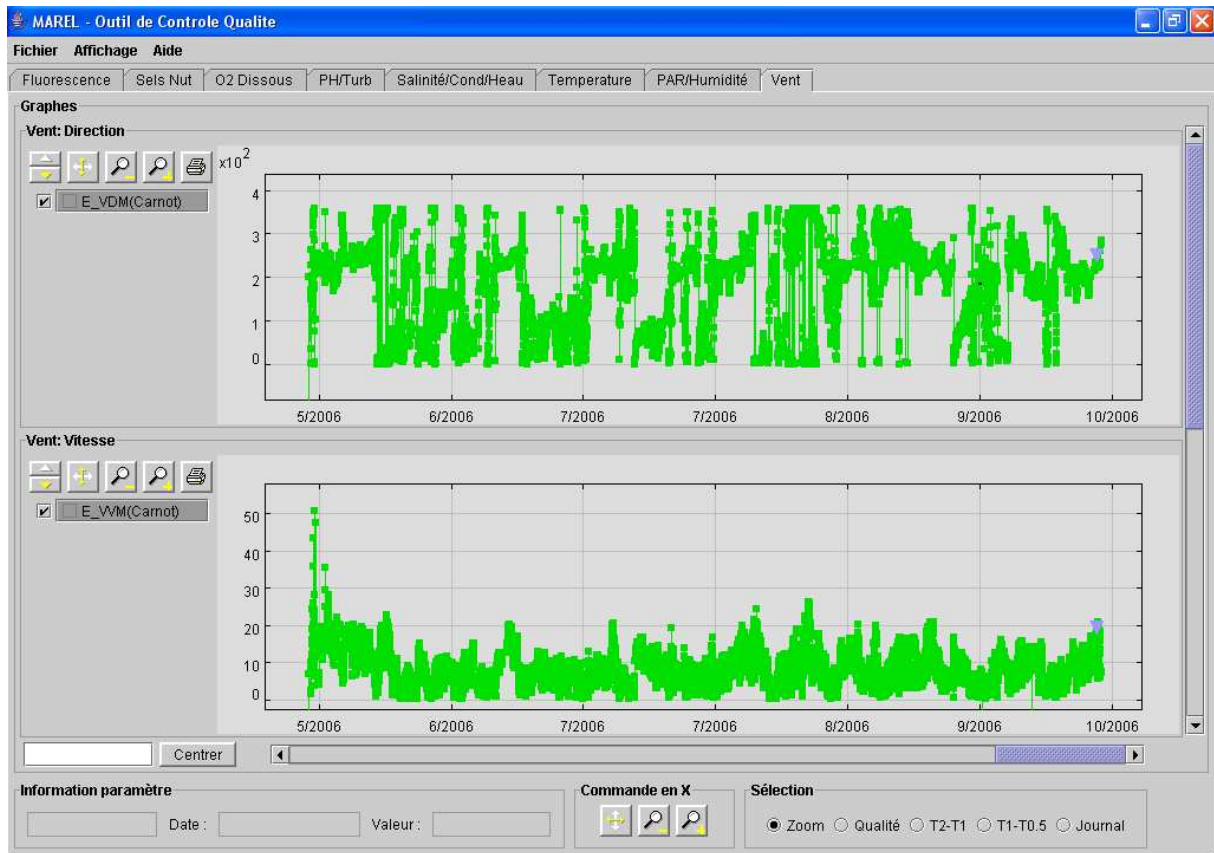 MAREL - Outil de Controle Qualite
Fichier Affichage Aide
Fluorescence Sels Nut O2 Dissous PH/Turb Salinité/Cond/Heau Temperature PAR/Humidité Vent
Graphes
Vent: Direction
x10^2
E_VDM(Carnot)
4
3
2
1
0
5/2006 6/2006 7/2006 7/2006 8/2006 9/2006 10/2006
Vent: Vitesse
E_VVM(Carnot)
50
40
30
20
10
0
5/2006 6/2006 7/2006 7/2006 8/2006 9/2006 10/2006
Centrer
Information paramètre Commande en X Sélection
Date : Valeur : Zoom Qualité T2-T1 T1-T0.5 Journal